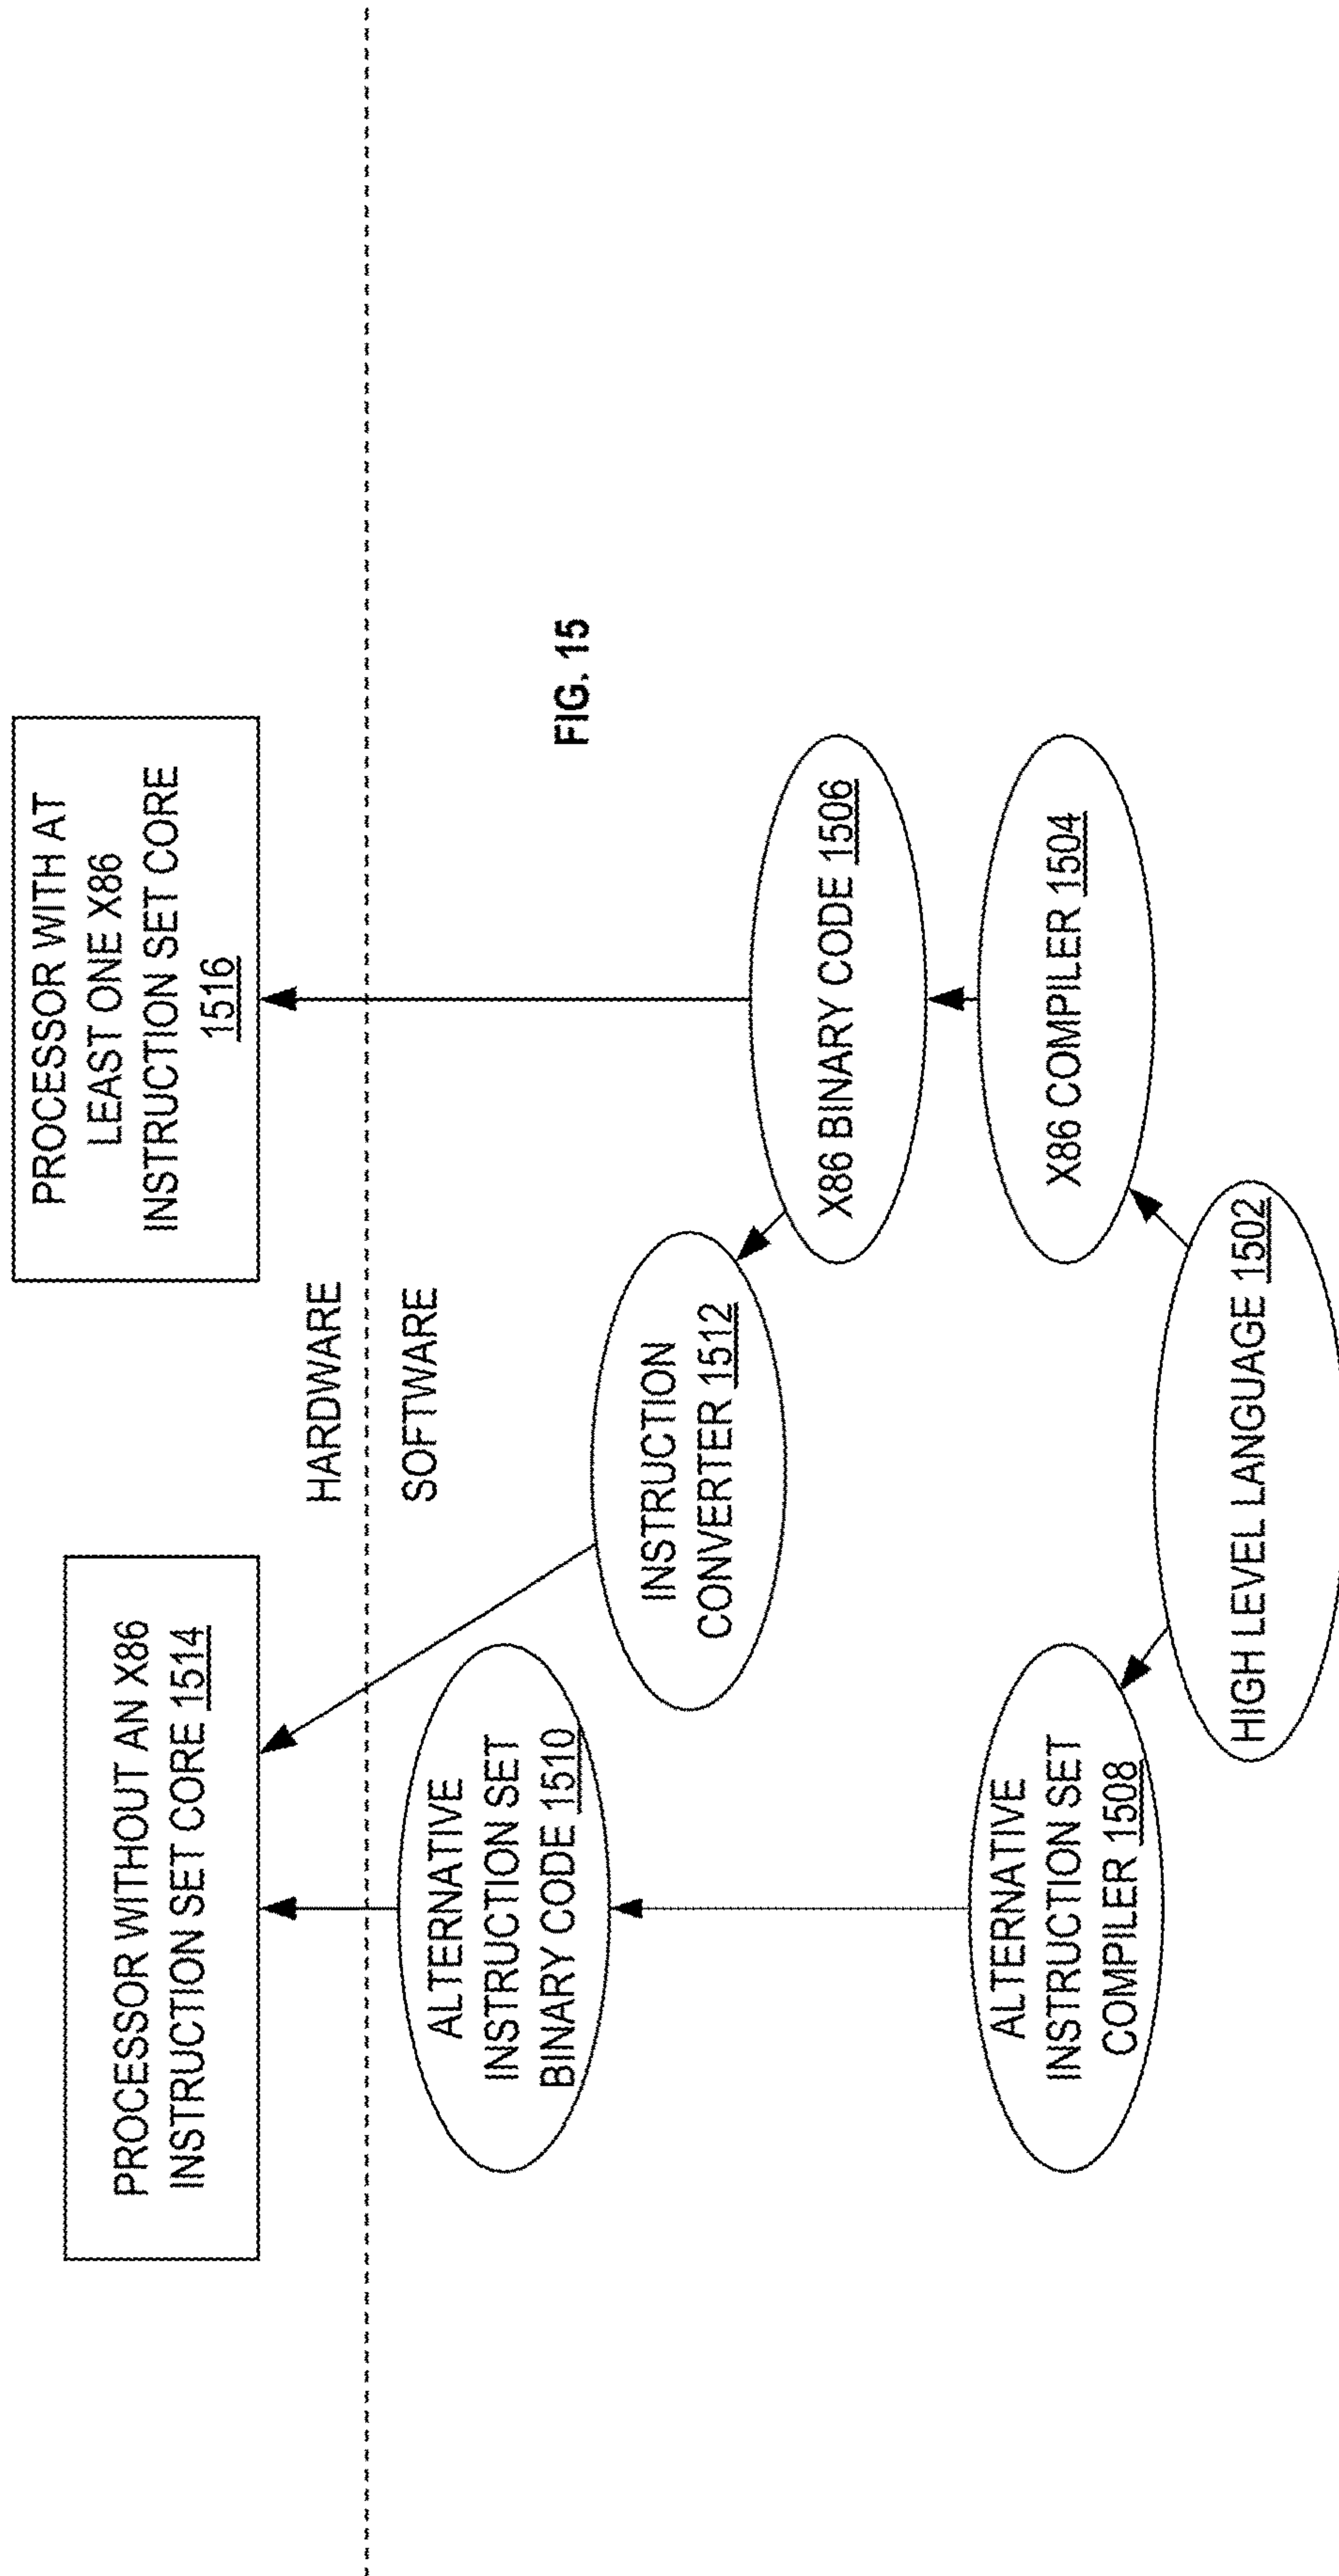 PROCESSOR WITHOUT AN X86
INSTRUCTION SET CORE 1514
PROCESSOR WITH AT
LEAST ONE X86
INSTRUCTION SET CORE
1516
HARDWARE
SOFTWARE
ALTERNATIVE
INSTRUCTION SET
BINARY CODE 1510
INSTRUCTION
CONVERTER 1512
FIG. 15
X86 BINARY CODE 1506
ALTERNATIVE
INSTRUCTION SET
COMPILER 1508
X86 COMPILER 1504
HIGH LEVEL LANGUAGE 1502